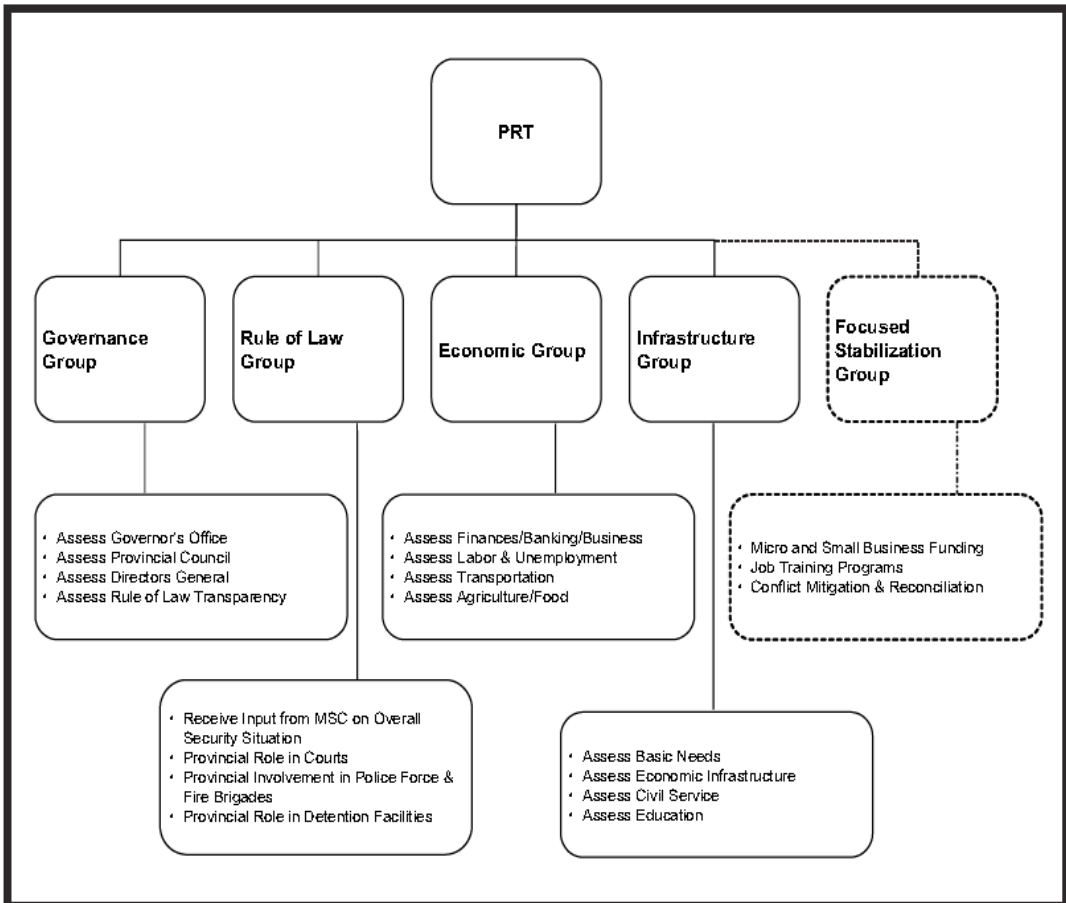 PRT
Governance
Group
Rule of Law
Group
Economic Group
Infrastructure
Group
Focused
Stabilization
Group
• Assess Governor's Office
• Assess Provincial Council
• Assess Directors General
• Assess Rule of Law Transparency
• Assess Finances/Banking/Business
• Assess Labor & Unemployment
• Assess Transportation
• Assess Agriculture/Food
• Micro and Small Business Funding
• Job Training Programs
• Conflict Mitigation & Reconciliation
• Receive Input from MSC on Overall
Security Situation
• Provincial Role in Courts
• Provincial Involvement in Police Force &
Fire Brigades
• Provincial Role in Detention Facilities
• Assess Basic Needs
• Assess Economic Infrastructure
• Assess Civil Service
• Assess Education